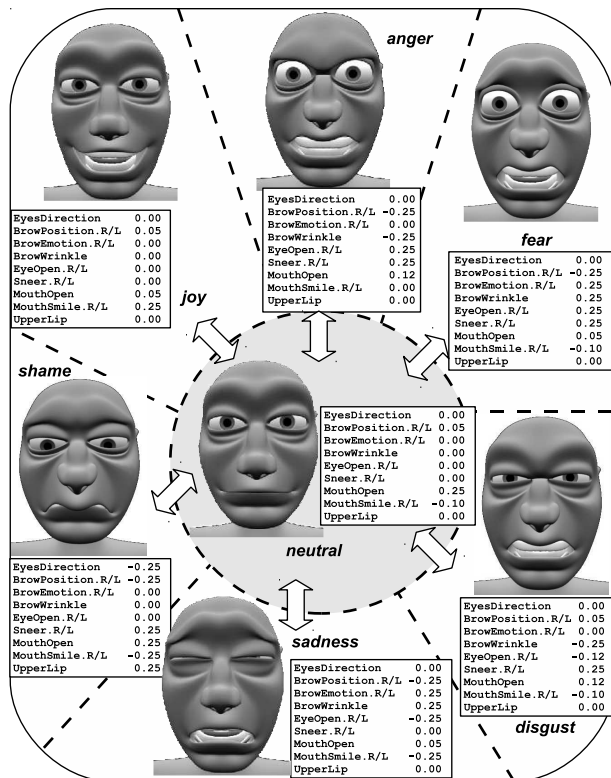 anger
EyesDirection 0.00
BrowPosition.R/L -0.25
BrowEmotion.R/L 0.00
BrowWrinkle -0.25
EyeOpen.R/L 0.25
Sneer.R/L 0.25
MouthOpen 0.12
MouthSmile.R/L 0.00
UpperLip 0.00
EyesDirection 0.00
BrowPosition.R/L 0.05
BrowEmotion.R/L 0.00
BrowWrinkle 0.00
EyeOpen.R/L 0.00
Sneer.R/L 0.00
MouthOpen 0.05
MouthSmile.R/L 0.25
UpperLip 0.00
joy
fear
EyesDirection 0.00
BrowPosition.R/L -0.25
BrowEmotion.R/L 0.25
BrowWrinkle 0.25
EyeOpen.R/L 0.25
Sneer.R/L 0.25
MouthOpen 0.05
MouthSmile.R/L -0.10
UpperLip 0.00
shame
EyesDirection -0.25
BrowPosition.R/L -0.25
BrowEmotion.R/L 0.00
BrowWrinkle 0.00
EyeOpen.R/L 0.00
Sneer.R/L 0.25
MouthOpen 0.25
MouthSmile.R/L -0.25
UpperLip 0.25
EyesDirection 0.00
BrowPosition.R/L 0.05
BrowEmotion.R/L 0.00
BrowWrinkle 0.00
EyeOpen.R/L 0.00
Sneer.R/L 0.00
MouthOpen 0.25
MouthSmile.R/L -0.10
UpperLip 0.00
neutral
sadness
EyesDirection 0.00
BrowPosition.R/L -0.25
BrowEmotion.R/L 0.25
BrowWrinkle 0.25
EyeOpen.R/L -0.25
Sneer.R/L 0.00
MouthOpen 0.05
MouthSmile.R/L -0.25
UpperLip 0.00
EyesDirection 0.00
BrowPosition.R/L 0.05
BrowEmotion.R/L 0.00
BrowWrinkle -0.25
EyeOpen.R/L -0.12
Sneer.R/L 0.25
MouthOpen 0.12
MouthSmile.R/L -0.10
UpperLip 0.00
disgust